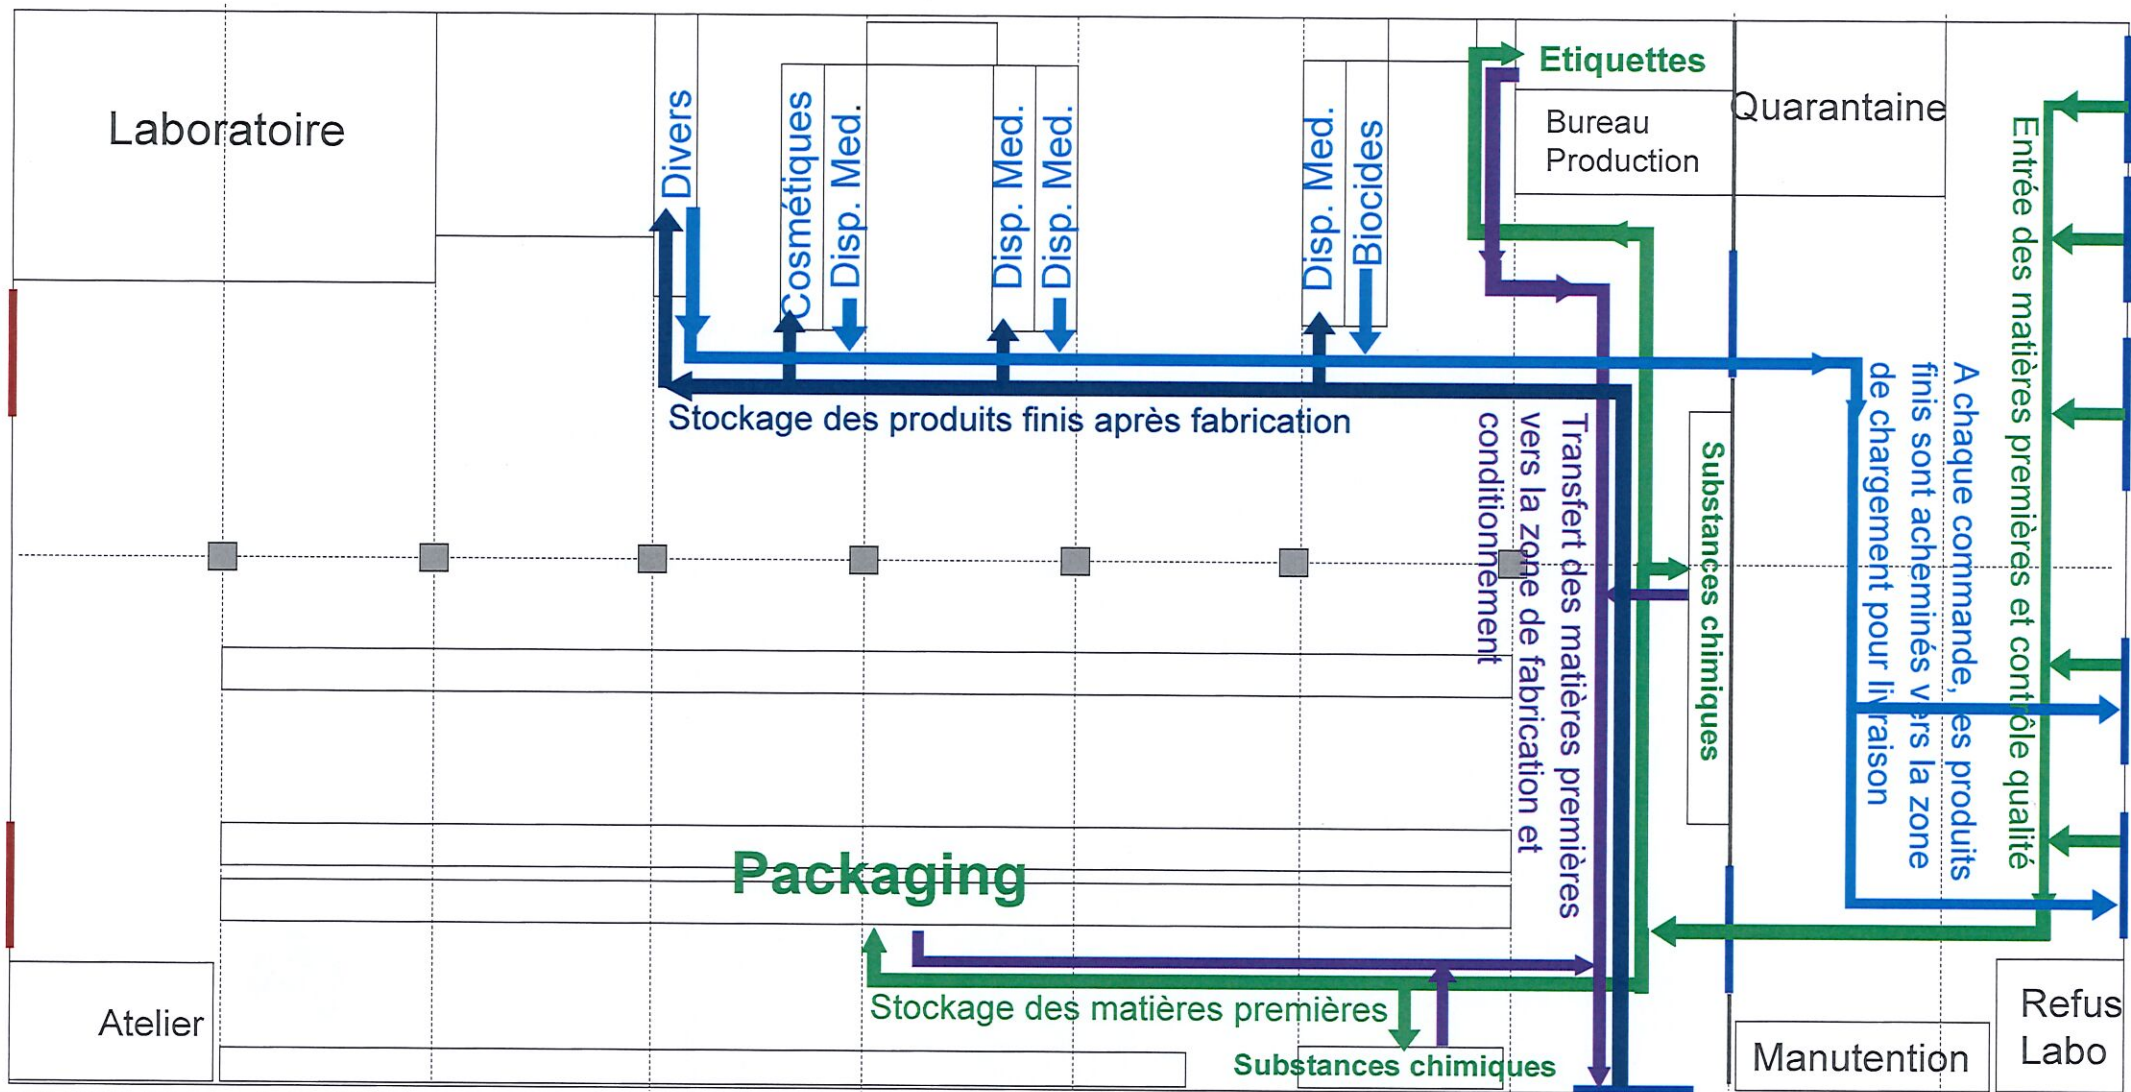 Laboratoire
Divers
Cosmétiques
Disp. Med.
Disp. Med.
Disp. Med.
Disp. Med.
Biocides
Etiquettes
Bureau
Production
Quarantaine
Entrée des matières premières et contrôle qualité
A chaque commande, les produits
finis sont acheminés vers la zone
de chargement pour livraison
Stockage des produits finis après fabrication
Transfert des matières premières
vers la zone de fabrication et
conditionnement
Substances chimiques
Packaging
Stockage des matières premières
Substances chimiques
Atelier
Manutention
Refus
Labo